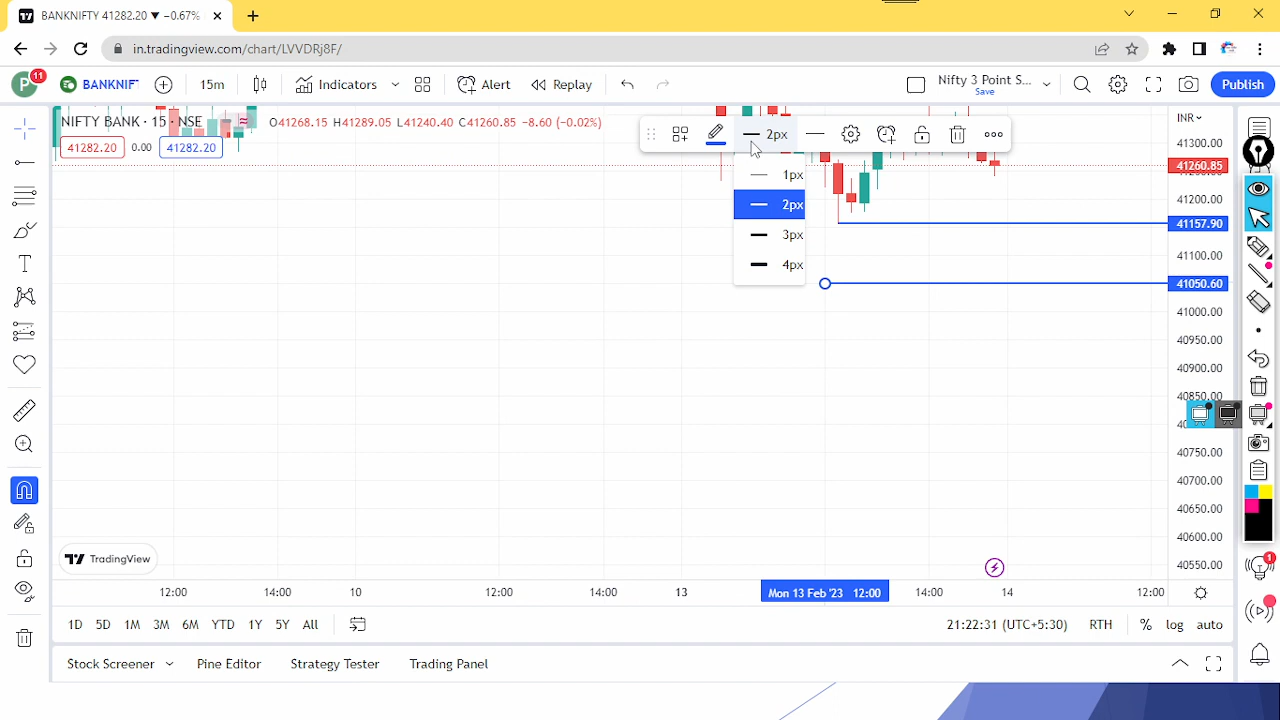 BANKNIFTY 41282.20 ▼ −0.67%
in.tradingview.com/chart/LVVDRj8F/
P 11
BANKNIF
15m
Indicators
Alert
Replay
Nifty 3 Point S...
Save
Publish
NIFTY BANK · 15 · NSE
O41268.15 H41289.05 L41240.40 C41260.85 −8.60 (−0.02%)
41282.20 0.00 41282.20
2px
1px
2px
3px
4px
INR
41300.00
41260.85
41200.00
41157.90
41100.00
41050.60
41000.00
40950.00
40900.00
40850.00
40750.00
40700.00
40650.00
40600.00
40550.00
TradingView
12:00 14:00 10 12:00 14:00 13 Mon 13 Feb '23 12:00 14:00 14 12:00
1D 5D 1M 3M 6M YTD 1Y 5Y All
21:22:31 (UTC+5:30) RTH % log auto
Stock Screener Pine Editor Strategy Tester Trading Panel
1